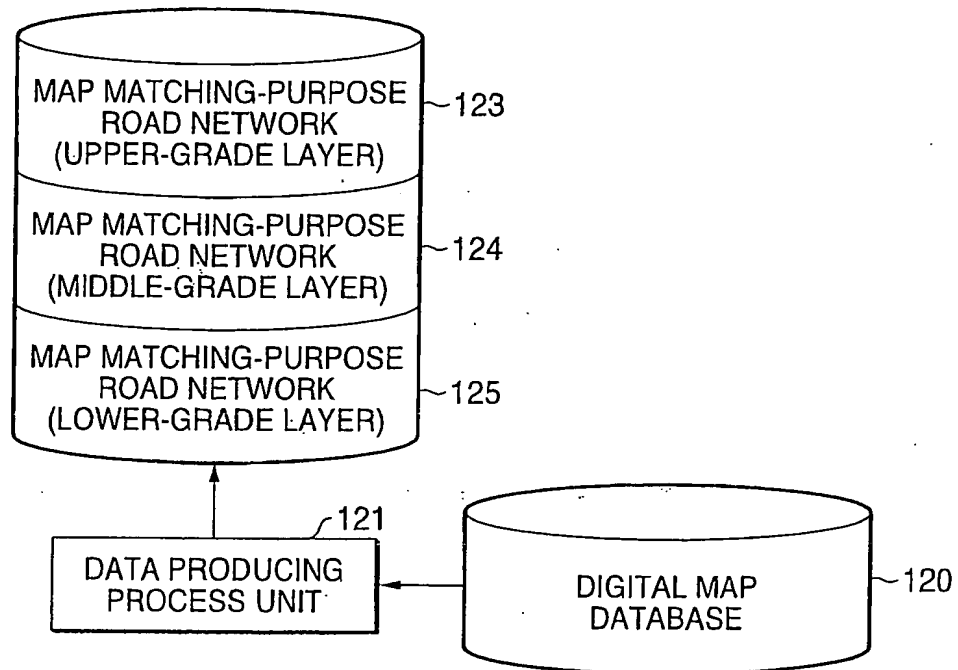 MAP MATCHING-PURPOSE
ROAD NETWORK
(UPPER-GRADE LAYER)
123
MAP MATCHING-PURPOSE
ROAD NETWORK
(MIDDLE-GRADE LAYER)
124
MAP MATCHING-PURPOSE
ROAD NETWORK
(LOWER-GRADE LAYER)
125
121
DATA PRODUCING
PROCESS UNIT
DIGITAL MAP
DATABASE
120